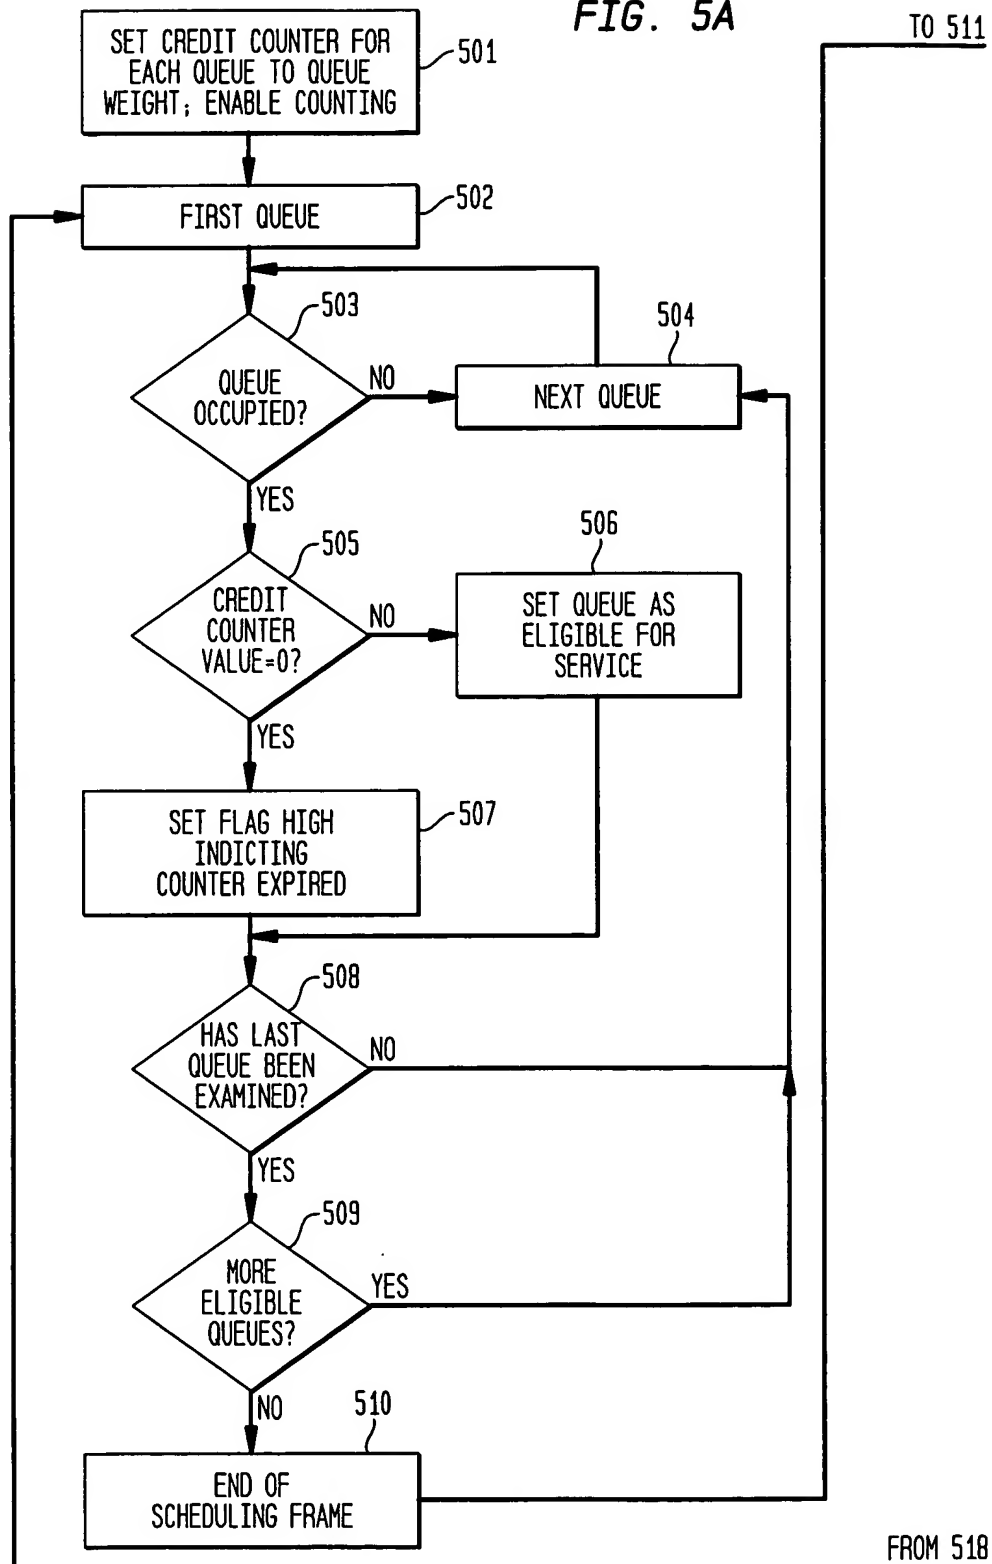 FIG. 5A
TO 511
SET CREDIT COUNTER FOR
EACH QUEUE TO QUEUE
WEIGHT; ENABLE COUNTING
501
FIRST QUEUE
502
503
QUEUE
OCCUPIED?
NO
504
NEXT QUEUE
YES
505
CREDIT
COUNTER
VALUE=0?
NO
506
SET QUEUE AS
ELIGIBLE FOR
SERVICE
YES
SET FLAG HIGH
INDICTING
COUNTER EXPIRED
507
508
HAS LAST
QUEUE BEEN
EXAMINED?
NO
YES
509
MORE
ELIGIBLE
QUEUES?
YES
NO
510
END OF
SCHEDULING FRAME
FROM 518